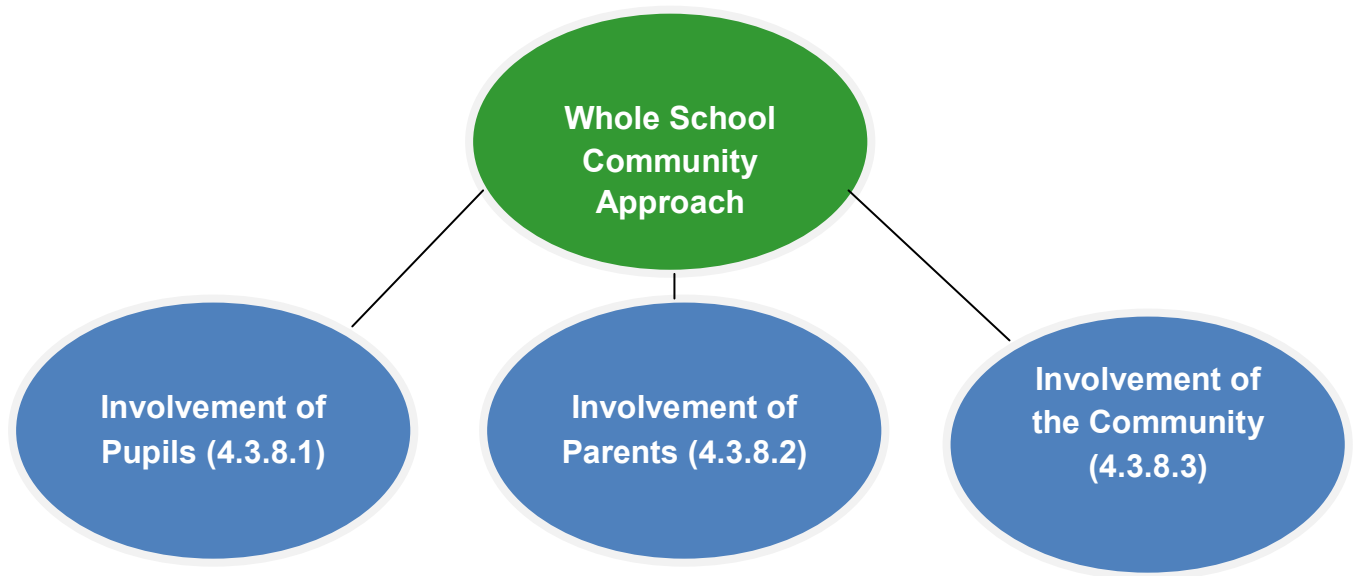 Whole School
Community
Approach
Involvement of
Pupils (4.3.8.1)
Involvement of
Parents (4.3.8.2)
Involvement of
the Community
(4.3.8.3)